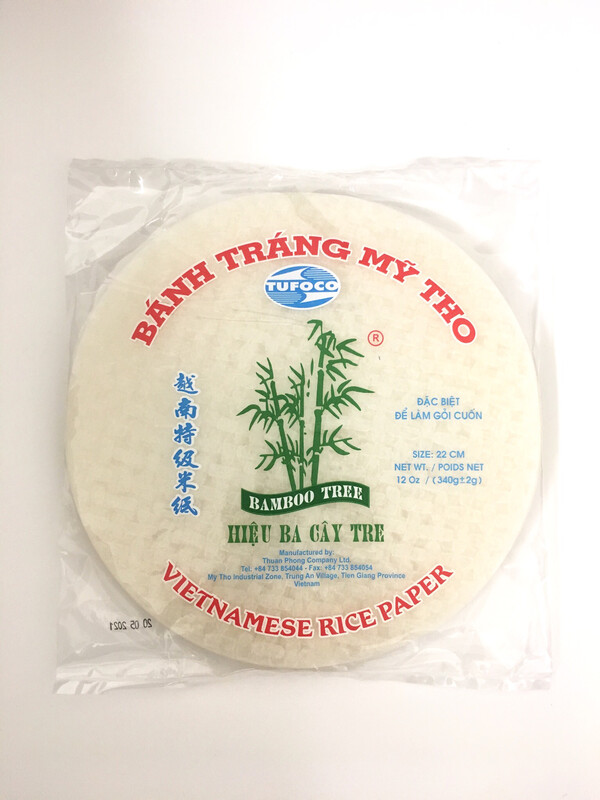 BÁNH TRÁNG MỸ THO
TUFOCO
®
越南特级米纸
ĐẶC BIỆT
ĐỂ LÀM GỎI CUỐN
SIZE: 22 CM
NET WT. / POIDS NET
12 Oz / (340g±2g)
BAMBOO TREE
HIỆU BA CÂY TRE
Manufactured by:
Thuan Phong Company Ltd.
Tel. +84 733 854044 - Fax: +84 733 854054
My Tho Industrial Zone, Trung An Village, Tien Giang Province
Vietnam
VIETNAMESE RICE PAPER
20 05 2021